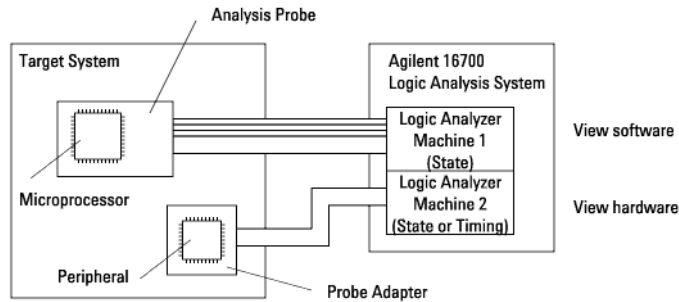 Analysis Probe
Target System
Agilent 16700
Logic Analysis System
Logic Analyzer
Machine 1
(State)
View software
Microprocessor
Logic Analyzer
Machine 2
(State or Timing)
View hardware
Peripheral
Probe Adapter